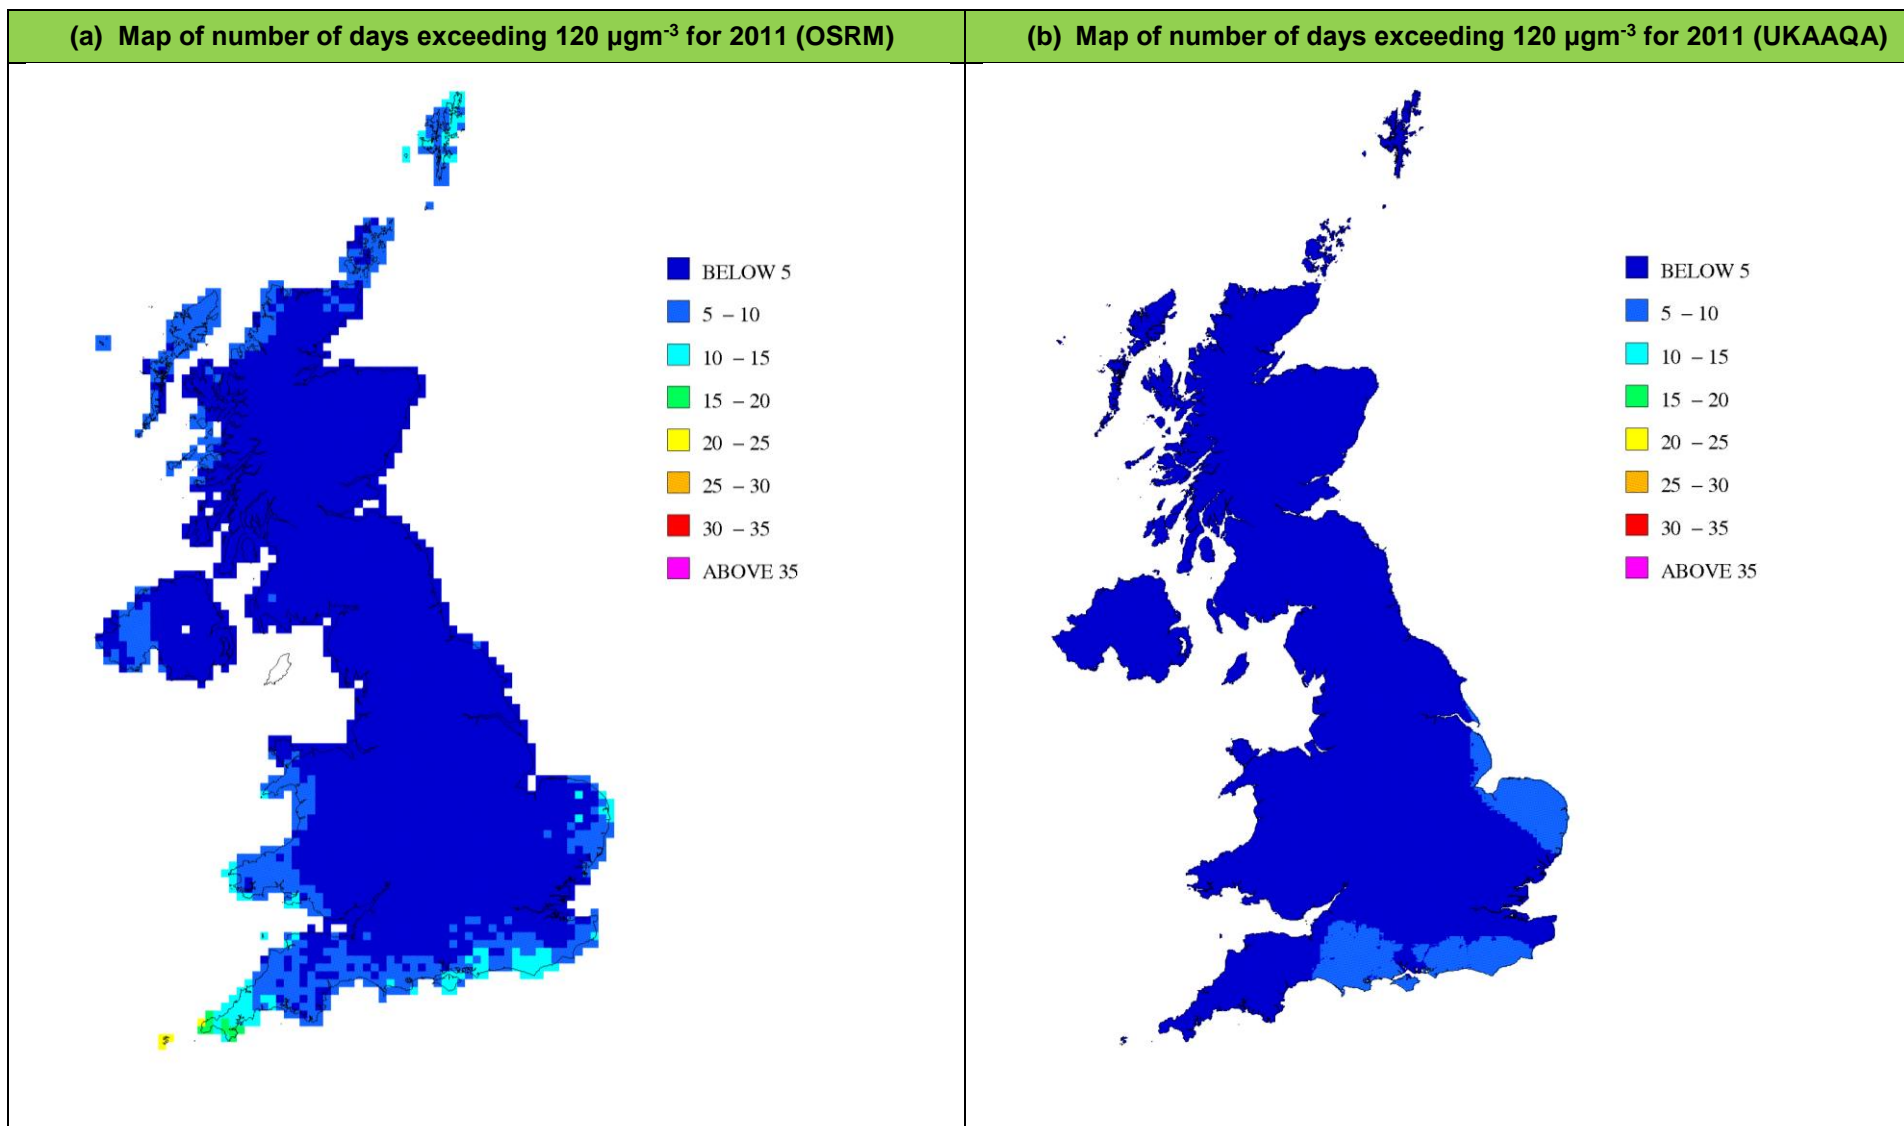 (a) Map of number of days exceeding 120 µgm-3 for 2011 (OSRM)
BELOW 5
5 – 10
10 – 15
15 – 20
20 – 25
25 – 30
30 – 35
ABOVE 35
(b) Map of number of days exceeding 120 µgm-3 for 2011 (UKAAQA)
BELOW 5
5 – 10
10 – 15
15 – 20
20 – 25
25 – 30
30 – 35
ABOVE 35